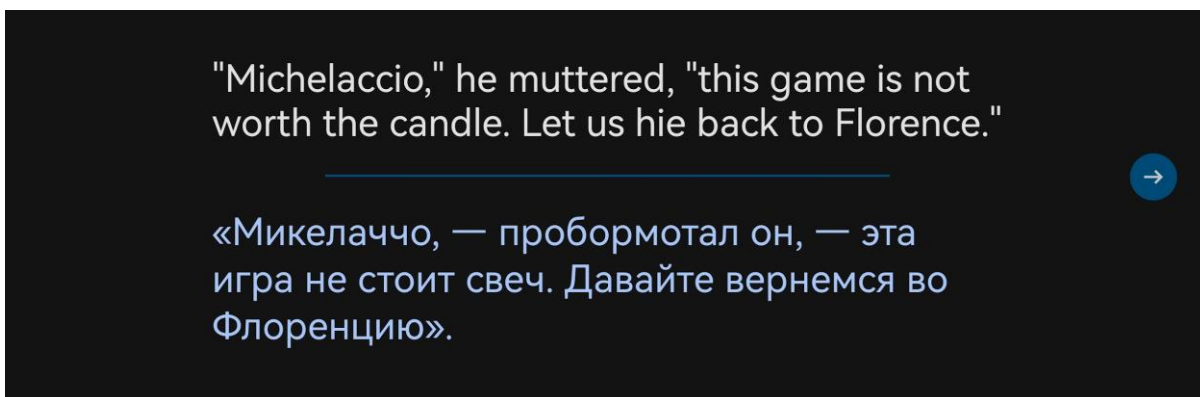 "Michelaccio," he muttered, "this game is not
worth the candle. Let us hie back to Florence."
«Микелаччо, — пробормотал он, — эта
игра не стоит свеч. Давайте вернемся во
Флоренцию».